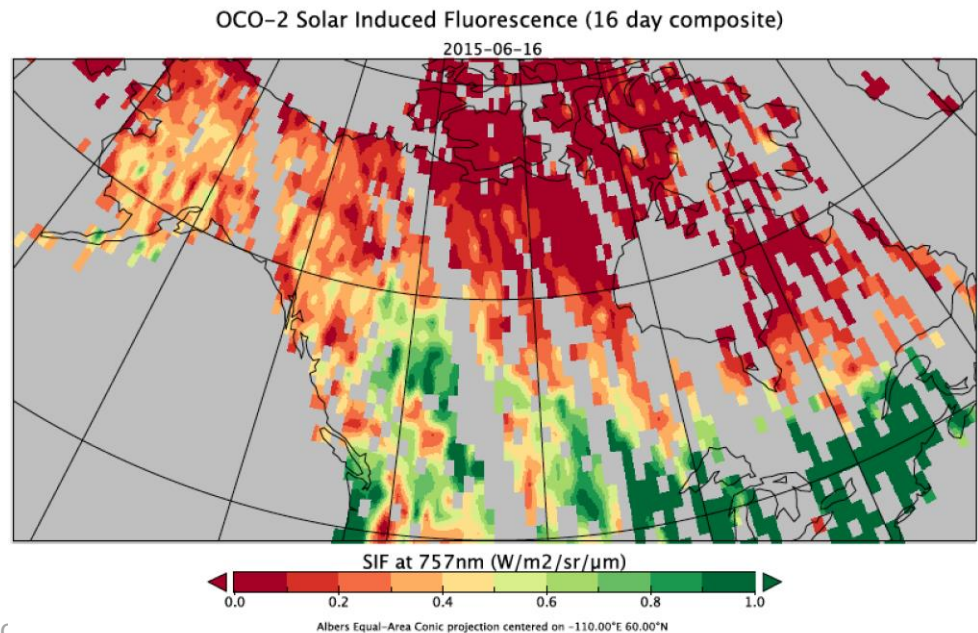 OCO-2 Solar Induced Fluorescence (16 day composite)
2015-06-16
SIF at 757nm (W/m2/sr/μm)
0.0 0.2 0.4 0.6 0.8 1.0
Albers Equal-Area Conic projection centered on -110.00°E 60.00°N